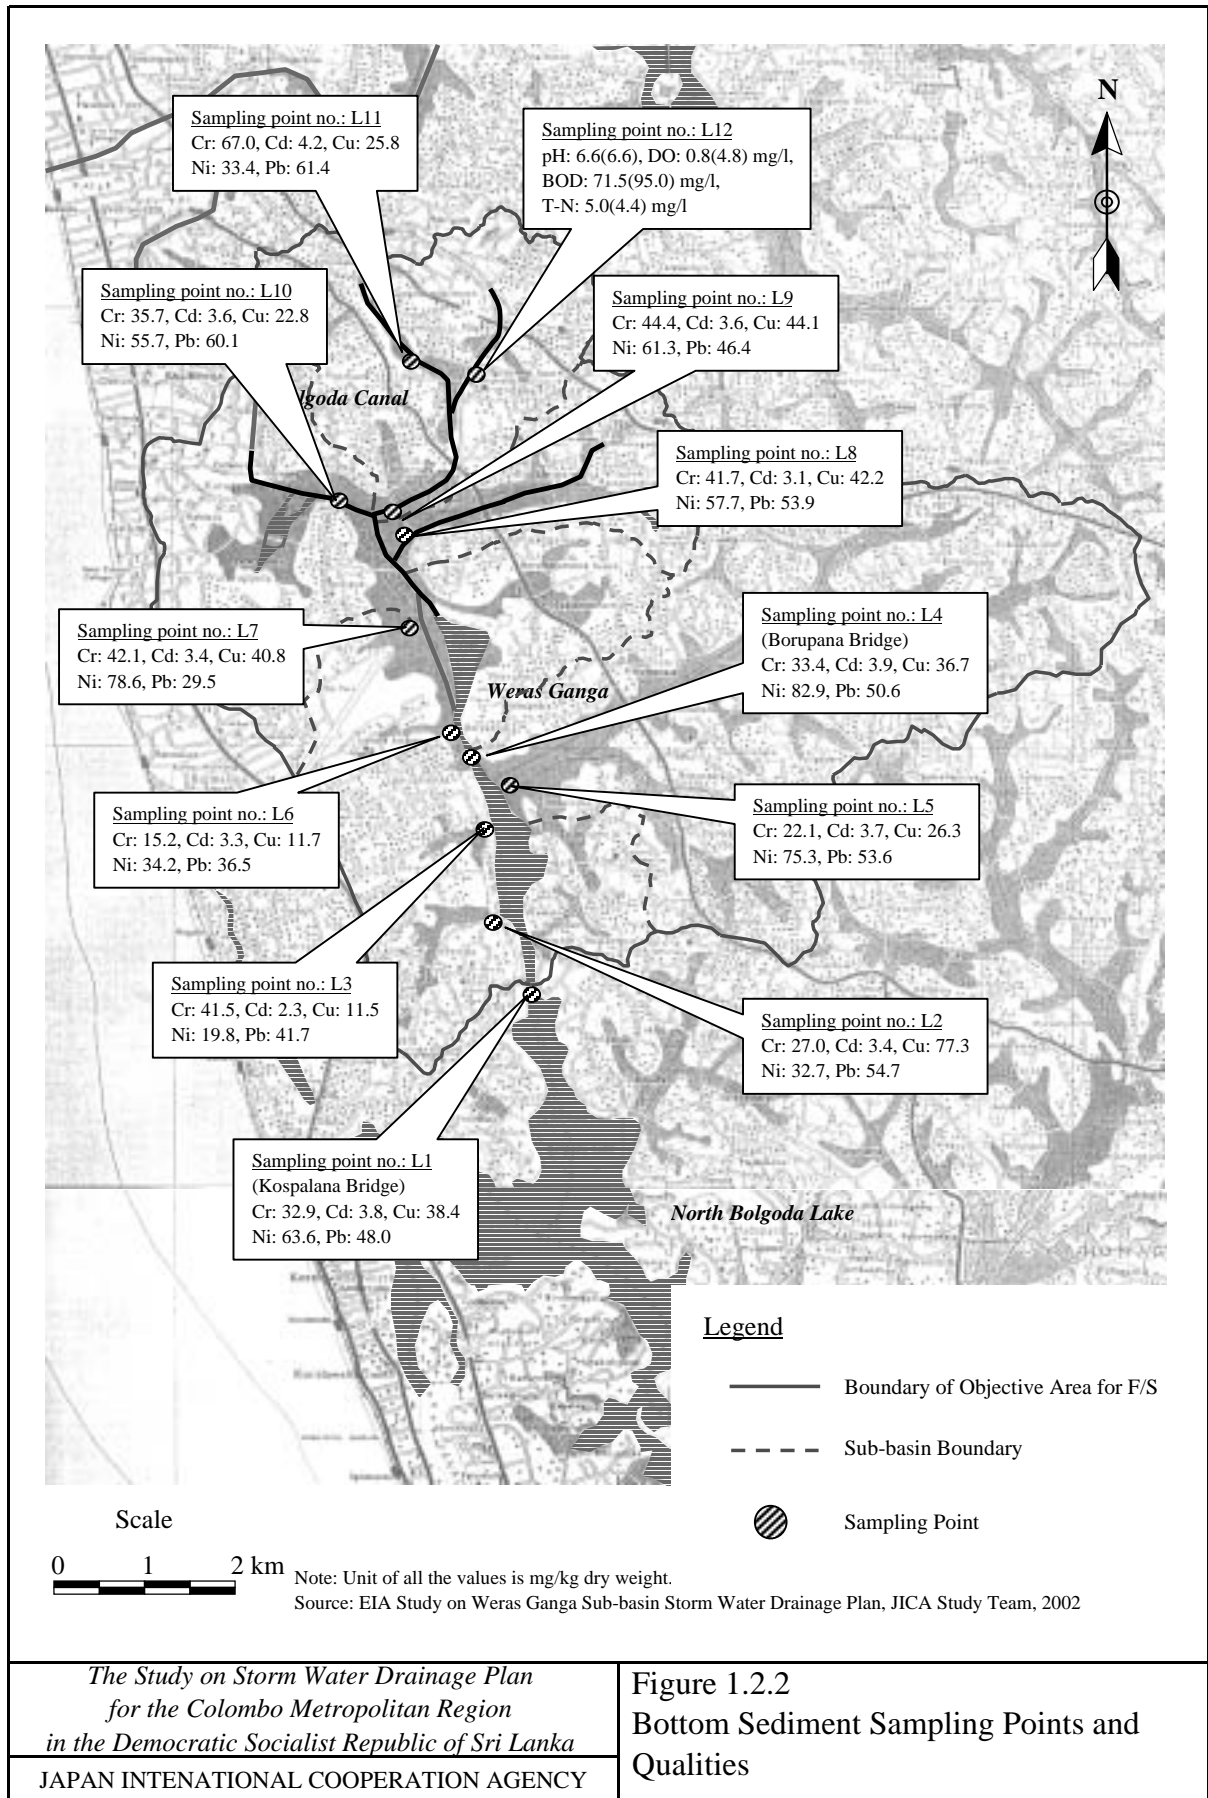 N
Sampling point no.: L11
Cr: 67.0, Cd: 4.2, Cu: 25.8
Ni: 33.4, Pb: 61.4
Sampling point no.: L12
pH: 6.6(6.6), DO: 0.8(4.8) mg/l,
BOD: 71.5(95.0) mg/l,
T-N: 5.0(4.4) mg/l
Sampling point no.: L10
Cr: 35.7, Cd: 3.6, Cu: 22.8
Ni: 55.7, Pb: 60.1
Sampling point no.: L9
Cr: 44.4, Cd: 3.6, Cu: 44.1
Ni: 61.3, Pb: 46.4
lgoda Canal
Sampling point no.: L8
Cr: 41.7, Cd: 3.1, Cu: 42.2
Ni: 57.7, Pb: 53.9
Sampling point no.: L7
Cr: 42.1, Cd: 3.4, Cu: 40.8
Ni: 78.6, Pb: 29.5
Sampling point no.: L4
(Borupana Bridge)
Cr: 33.4, Cd: 3.9, Cu: 36.7
Ni: 82.9, Pb: 50.6
Weras Ganga
Sampling point no.: L6
Cr: 15.2, Cd: 3.3, Cu: 11.7
Ni: 34.2, Pb: 36.5
Sampling point no.: L5
Cr: 22.1, Cd: 3.7, Cu: 26.3
Ni: 75.3, Pb: 53.6
Sampling point no.: L3
Cr: 41.5, Cd: 2.3, Cu: 11.5
Ni: 19.8, Pb: 41.7
Sampling point no.: L2
Cr: 27.0, Cd: 3.4, Cu: 77.3
Ni: 32.7, Pb: 54.7
Sampling point no.: L1
(Kospalana Bridge)
Cr: 32.9, Cd: 3.8, Cu: 38.4
Ni: 63.6, Pb: 48.0
North Bolgoda Lake
Legend
Boundary of Objective Area for F/S
Sub-basin Boundary
Sampling Point
Scale
0 1 2 km
Note: Unit of all the values is mg/kg dry weight.
Source: EIA Study on Weras Ganga Sub-basin Storm Water Drainage Plan, JICA Study Team, 2002
The Study on Storm Water Drainage Plan
for the Colombo Metropolitan Region
in the Democratic Socialist Republic of Sri Lanka
JAPAN INTENATIONAL COOPERATION AGENCY
Figure 1.2.2
Bottom Sediment Sampling Points and
Qualities